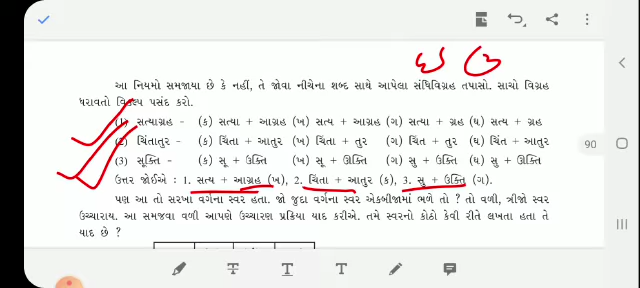 ઇ ઉ
આ નિયમો સમજાયા છે કે નહીં, તે જોવા નીચેના શબ્દ સાથે આપેલા સંધિવિગ્રહ તપાસો. સાચો વિગ્રહ
ધરાવતો વિકલ્પ પસંદ કરો.
(1) સત્યાગ્રહ - (ક) સત્યા + આગ્રહ (ખ) સત્ય + આગ્રહ (ગ) સત્યા + ગ્રહ (ઘ) સત્ય + ગ્રહ
(2) ચિંતાતુર - (ક) ચિંતા + આતુર (ખ) ચિંતા + તુર (ગ) ચિંત + તુર (ઘ) ચિંત + આતુર
(3) સૂક્તિ - (ક) સૂ + ઉક્તિ (ખ) સૂ + ઊક્તિ (ગ) સુ + ઉક્તિ (ઘ) સુ + ઊક્તિ
ઉત્તર જોઈએ : 1. સત્ય + આગ્રહ (ખ), 2. ચિંતા + આતુર (ક), 3. સુ + ઉક્તિ (ગ).
પણ આ તો સરખા વર્ગના સ્વર હતા. જો જુદા વર્ગના સ્વર એકબીજામાં ભળે તો ? તો વળી, ત્રીજો સ્વર
ઉચ્ચારાય. આ સમજવા વળી આપણે ઉચ્ચારણ પ્રક્રિયા યાદ કરીએ. તમે સ્વરનો કોઠો કેવી રીતે લખતા હતા તે
યાદ છે ?
90